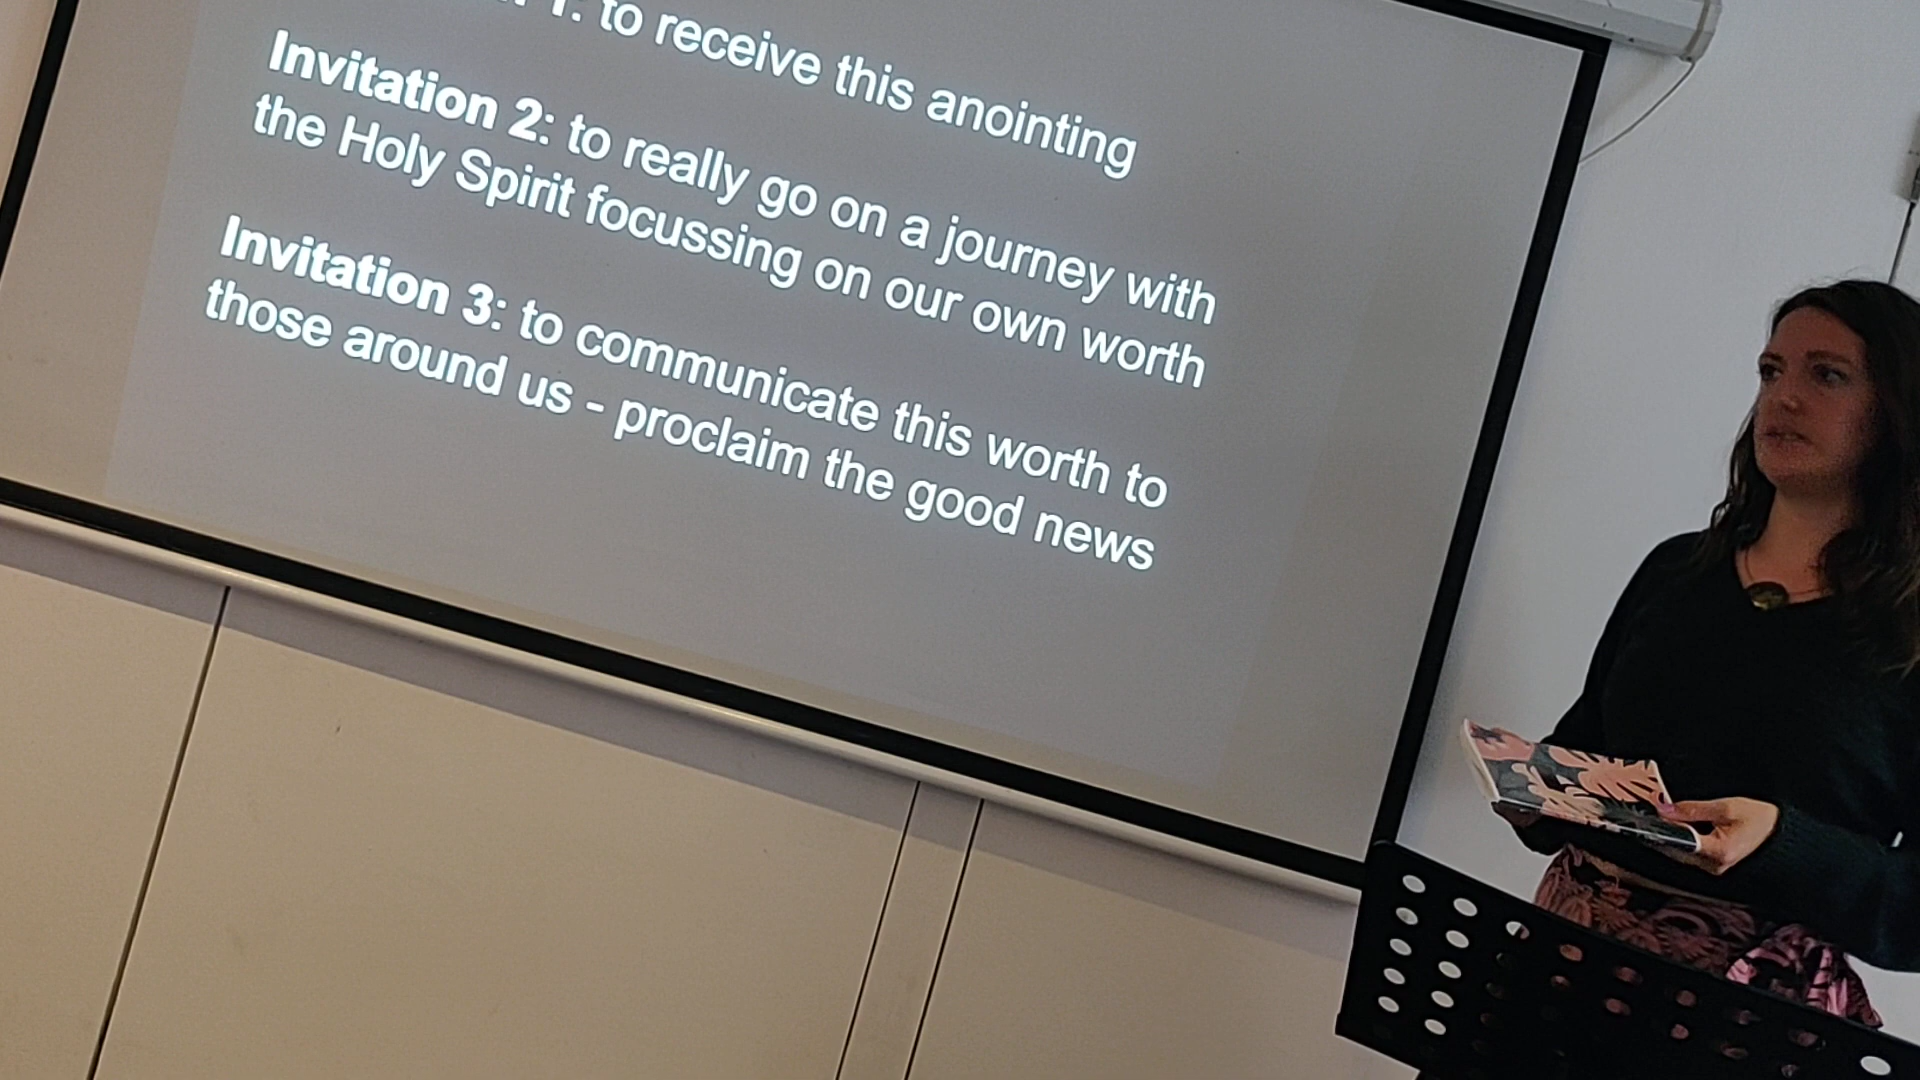 1: to receive this anointing
Invitation 2: to really go on a journey with
the Holy Spirit focussing on our own worth
Invitation 3: to communicate this worth to
those around us - proclaim the good news